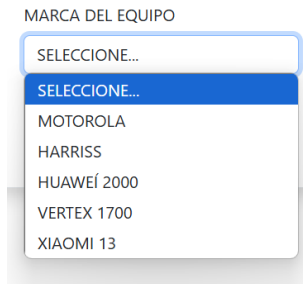 MARCA DEL EQUIPO
SELECCIONE...
SELECCIONE...
MOTOROLA
HARRISS
HUAWEÍ 2000
VERTEX 1700
XIAOMI 13